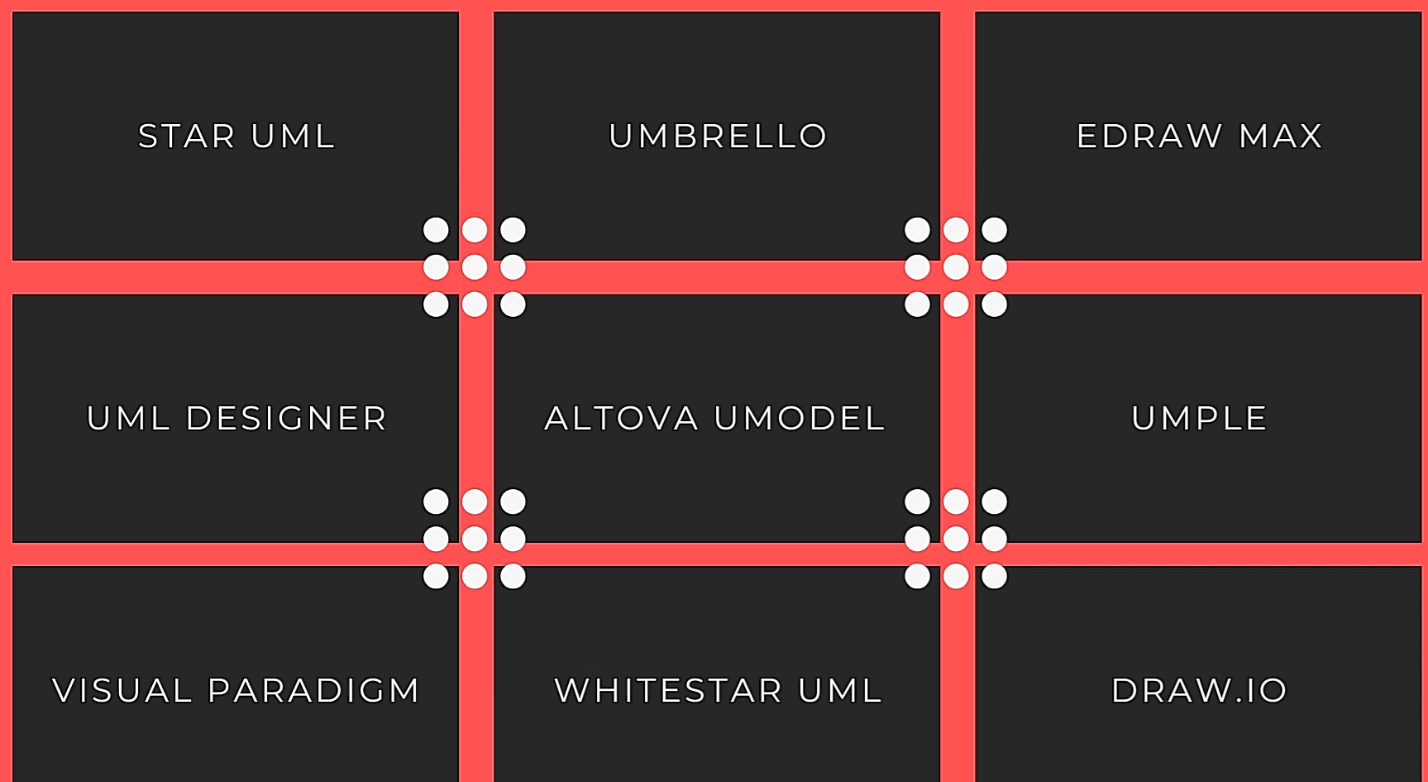 STAR UML
UMBRELLO
EDRAW MAX
UML DESIGNER
ALTOVA UMODEL
UMPLE
VISUAL PARADIGM
WHITESTAR UML
DRAW.IO